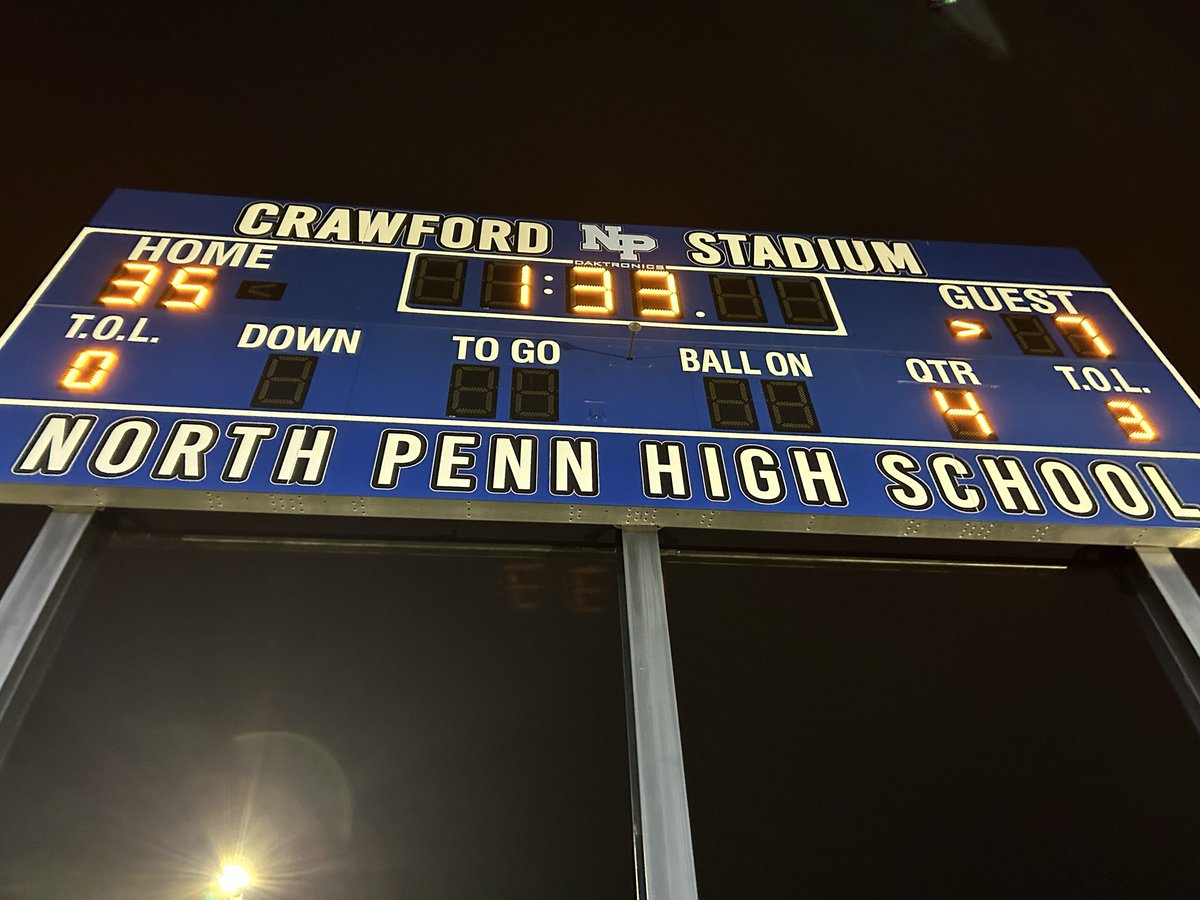 CRAWFORD NP STADIUM
DAKTRONICS
HOME 1:33. GUEST
35 > 7
T.O.L. DOWN TO GO BALL ON QTR T.O.L.
0 4 3
NORTH PENN HIGH SCHOOL